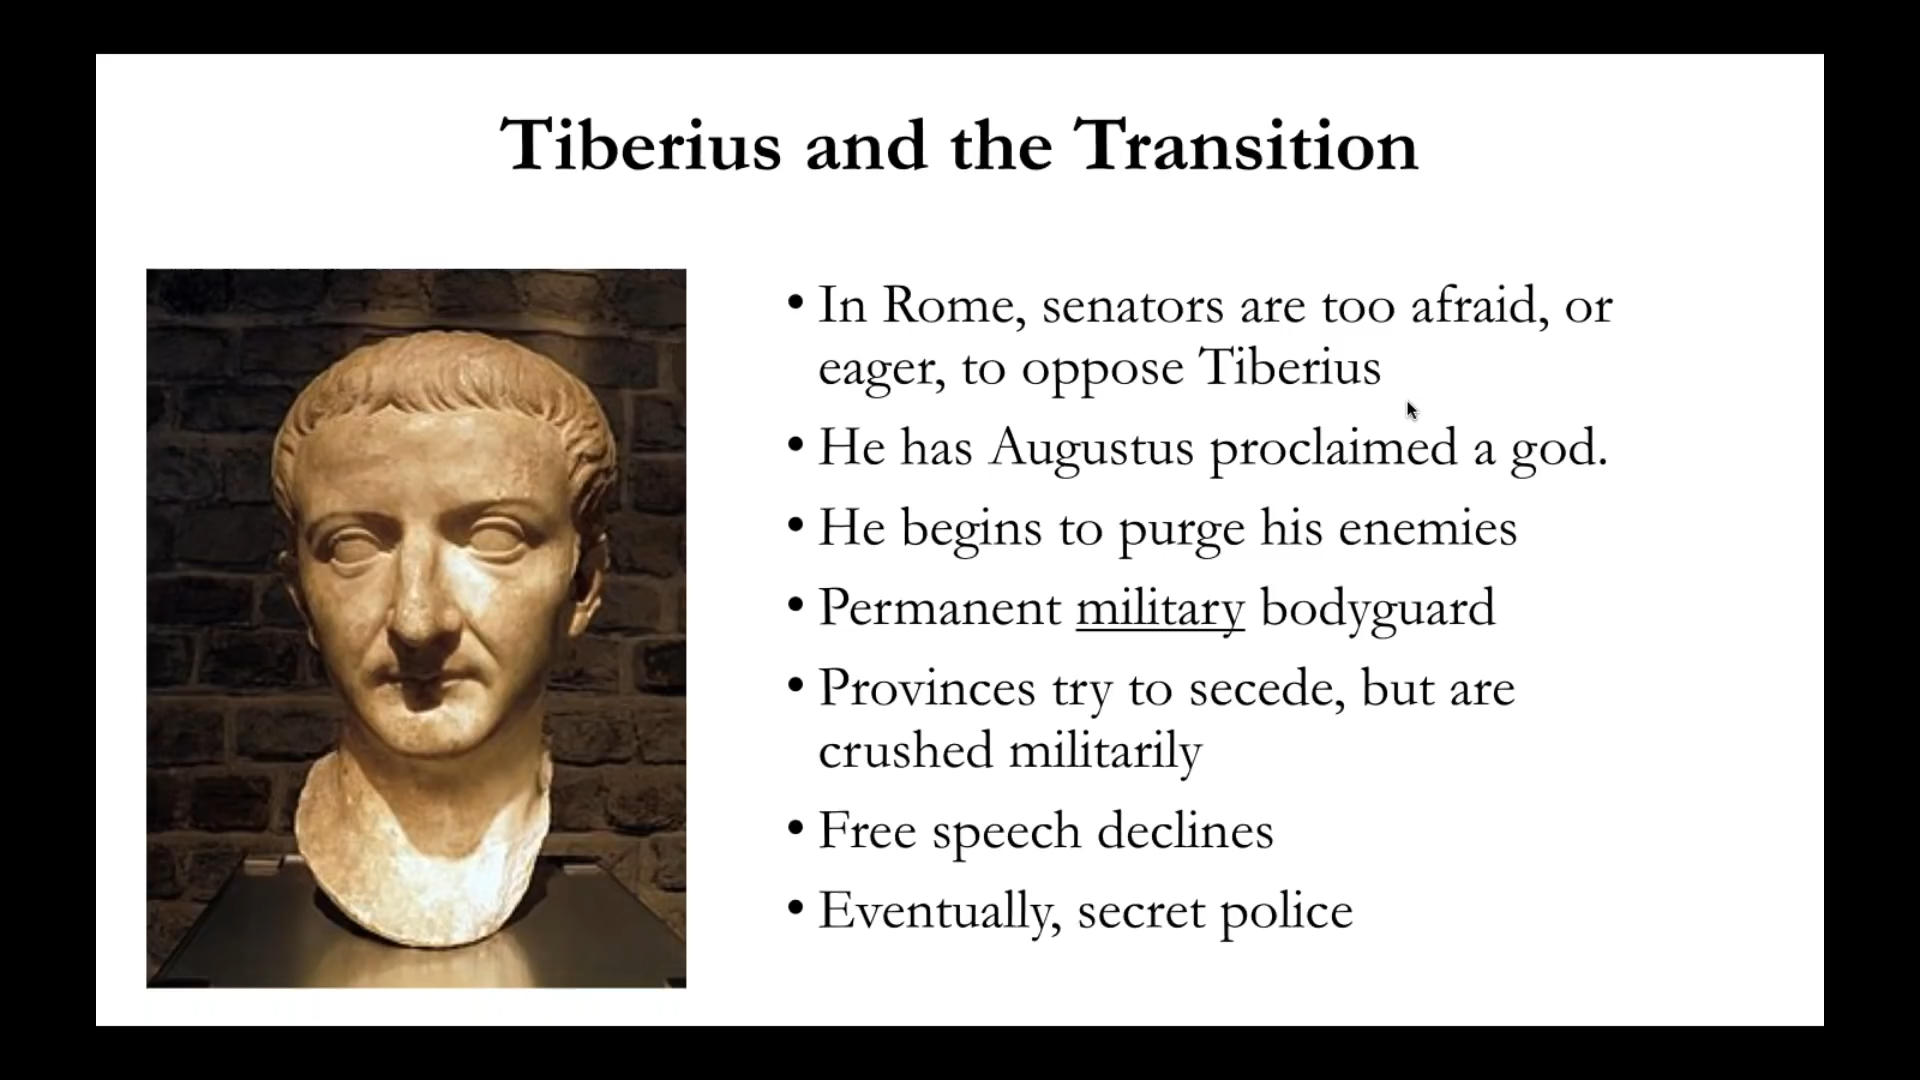 Tiberius and the Transition
• In Rome, senators are too afraid, or
eager, to oppose Tiberius
• He has Augustus proclaimed a god.
• He begins to purge his enemies
• Permanent military bodyguard
• Provinces try to secede, but are
crushed militarily
• Free speech declines
• Eventually, secret police